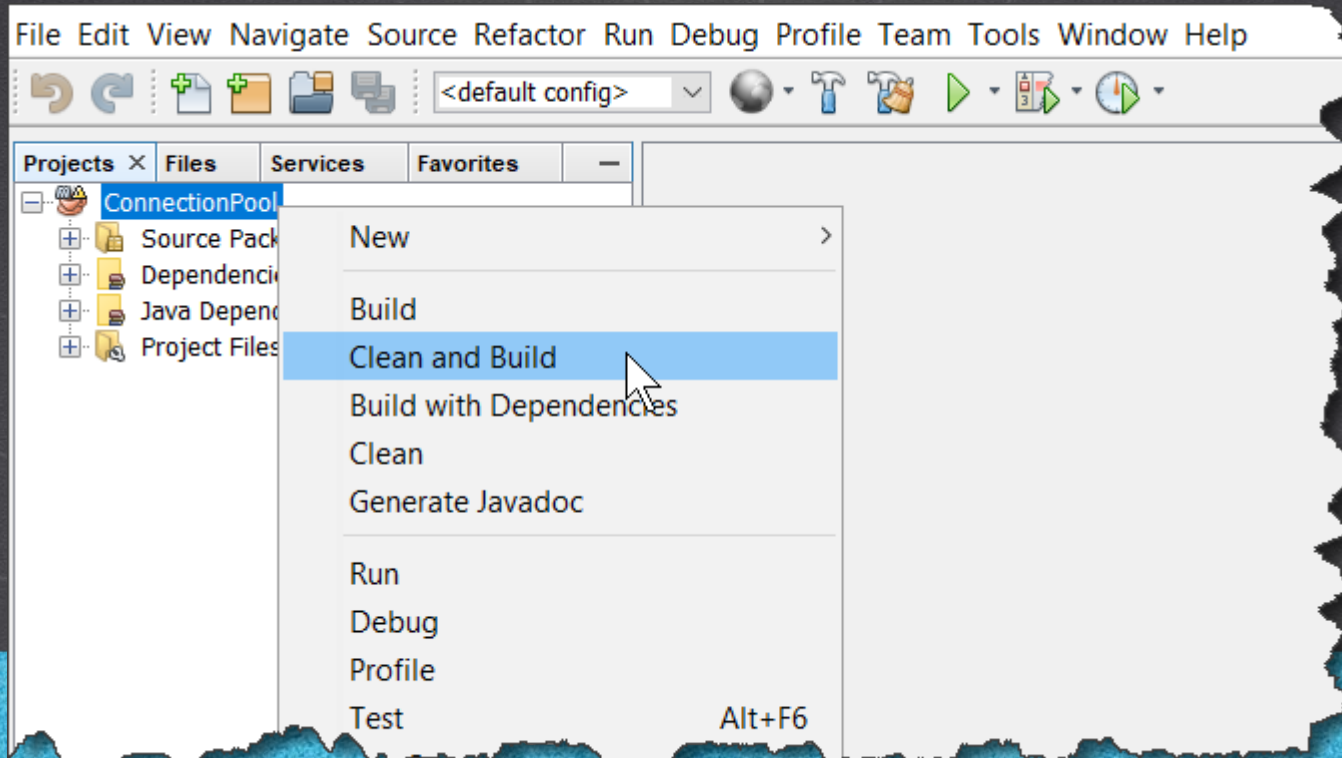 File Edit View Navigate Source Refactor Run Debug Profile Team Tools Window Help
<default config>
Projects Files Services Favorites
ConnectionPool
Source Pack
Dependenci
Java Depen
Project Files
New
Build
Clean and Build
Build with Dependencies
Clean
Generate Javadoc
Run
Debug
Profile
Test Alt+F6